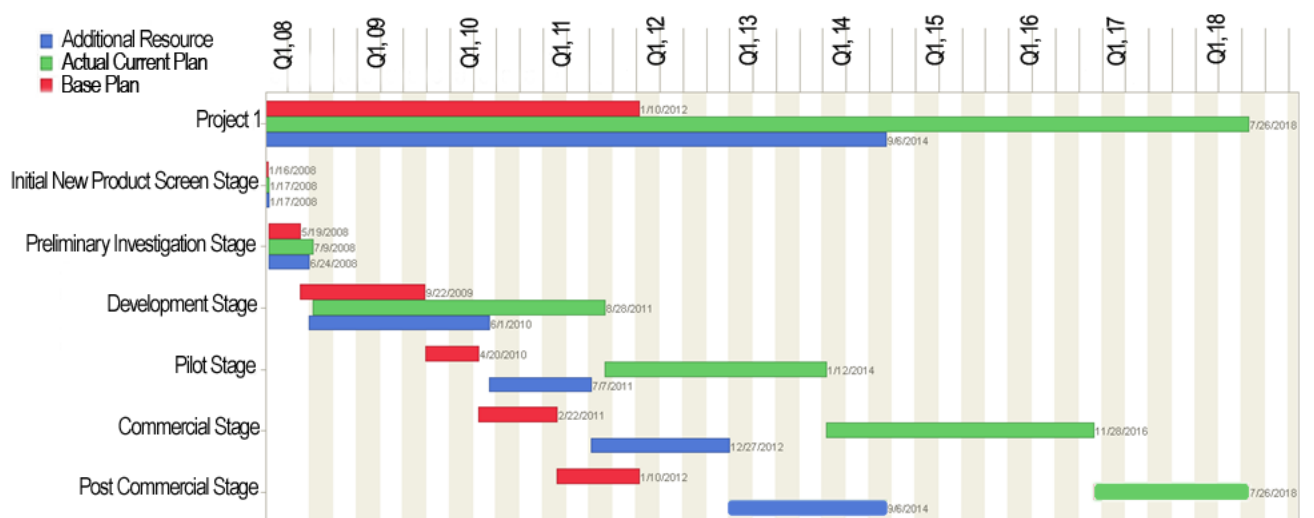 Additional Resource
Actual Current Plan
Base Plan
Q1, 08
Q1, 09
Q1, 10
Q1, 11
Q1, 12
Q1, 13
Q1, 14
Q1, 15
Q1, 16
Q1, 17
Q1, 18
Project 1
1/10/2012
7/26/2018
9/6/2014
Initial New Product Screen Stage
1/16/2008
1/17/2008
1/17/2008
Preliminary Investigation Stage
5/19/2008
7/9/2008
6/24/2008
Development Stage
9/22/2009
8/28/2011
6/1/2010
Pilot Stage
4/20/2010
1/12/2014
7/7/2011
Commercial Stage
2/22/2011
11/28/2016
12/27/2012
Post Commercial Stage
1/10/2012
7/26/2018
9/6/2014